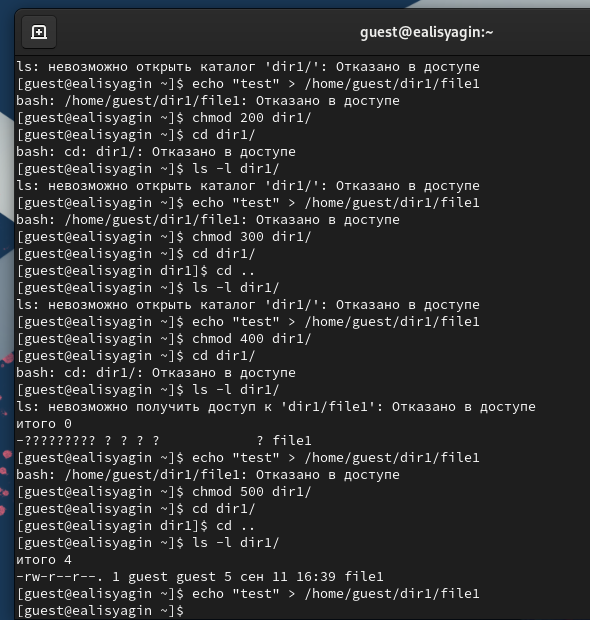 guest@ealisyagin:~
ls: невозможно открыть каталог 'dir1/': Отказано в доступе
[guest@ealisyagin ~]$ echo "test" > /home/guest/dir1/file1
bash: /home/guest/dir1/file1: Отказано в доступе
[guest@ealisyagin ~]$ chmod 200 dir1/
[guest@ealisyagin ~]$ cd dir1/
bash: cd: dir1/: Отказано в доступе
[guest@ealisyagin ~]$ ls -l dir1/
ls: невозможно открыть каталог 'dir1/': Отказано в доступе
[guest@ealisyagin ~]$ echo "test" > /home/guest/dir1/file1
bash: /home/guest/dir1/file1: Отказано в доступе
[guest@ealisyagin ~]$ chmod 300 dir1/
[guest@ealisyagin ~]$ cd dir1/
[guest@ealisyagin dir1]$ cd ..
[guest@ealisyagin ~]$ ls -l dir1/
ls: невозможно открыть каталог 'dir1/': Отказано в доступе
[guest@ealisyagin ~]$ echo "test" > /home/guest/dir1/file1
[guest@ealisyagin ~]$ chmod 400 dir1/
[guest@ealisyagin ~]$ cd dir1/
bash: cd: dir1/: Отказано в доступе
[guest@ealisyagin ~]$ ls -l dir1/
ls: невозможно получить доступ к 'dir1/file1': Отказано в доступе
итого 0
-????????? ? ? ? ?            ? file1
[guest@ealisyagin ~]$ echo "test" > /home/guest/dir1/file1
bash: /home/guest/dir1/file1: Отказано в доступе
[guest@ealisyagin ~]$ chmod 500 dir1/
[guest@ealisyagin ~]$ cd dir1/
[guest@ealisyagin dir1]$ cd ..
[guest@ealisyagin ~]$ ls -l dir1/
итого 4
-rw-r--r--. 1 guest guest 5 сен 11 16:39 file1
[guest@ealisyagin ~]$ echo "test" > /home/guest/dir1/file1
[guest@ealisyagin ~]$